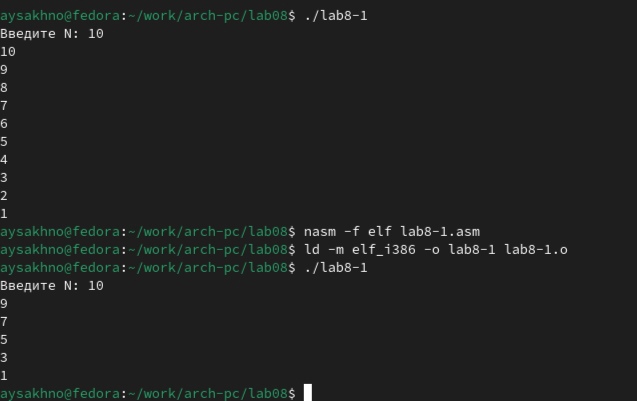 aysakhno@fedora:~/work/arch-pc/lab08$ ./lab8-1
Введите N: 10
10
9
8
7
6
5
4
3
2
1
aysakhno@fedora:~/work/arch-pc/lab08$ nasm -f elf lab8-1.asm
aysakhno@fedora:~/work/arch-pc/lab08$ ld -m elf_i386 -o lab8-1 lab8-1.o
aysakhno@fedora:~/work/arch-pc/lab08$ ./lab8-1
Введите N: 10
9
7
5
3
1
aysakhno@fedora:~/work/arch-pc/lab08$